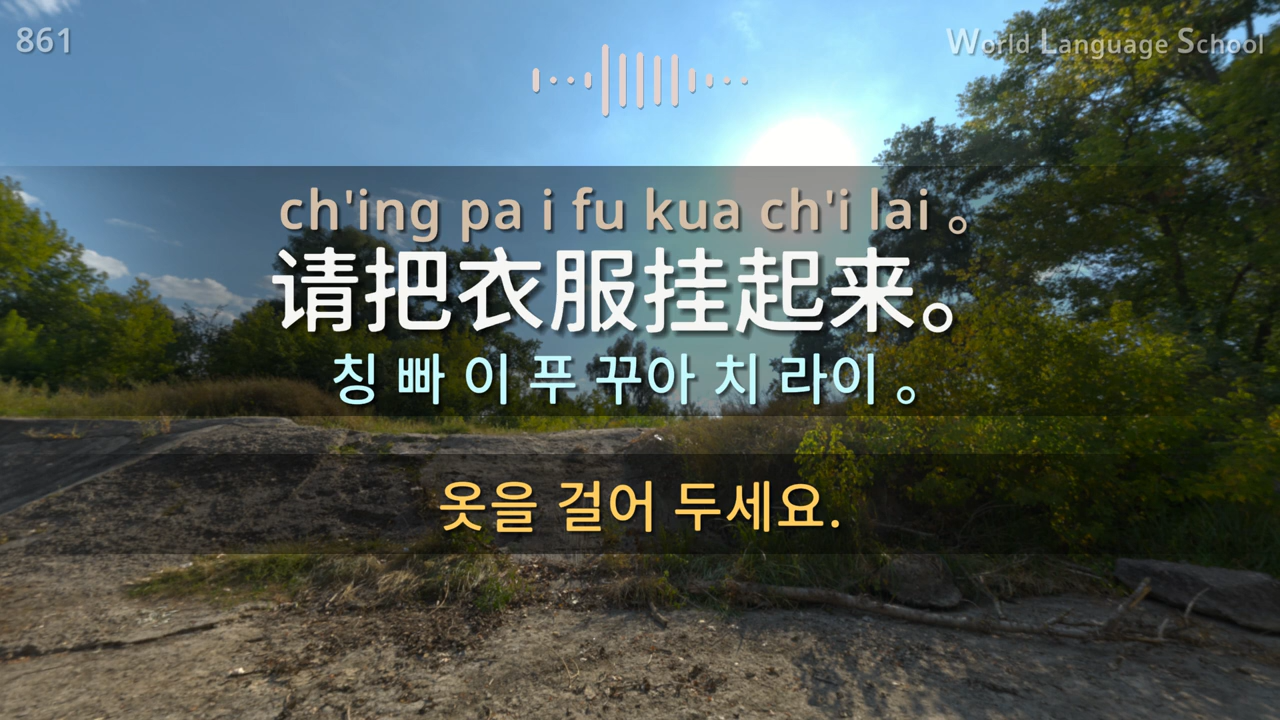 861
World Language School
ch'ing pa i fu kua ch'i lai 。
请把衣服挂起来。
칭 빠 이 푸 꾸아 치 라이 。
옷을 걸어 두세요.